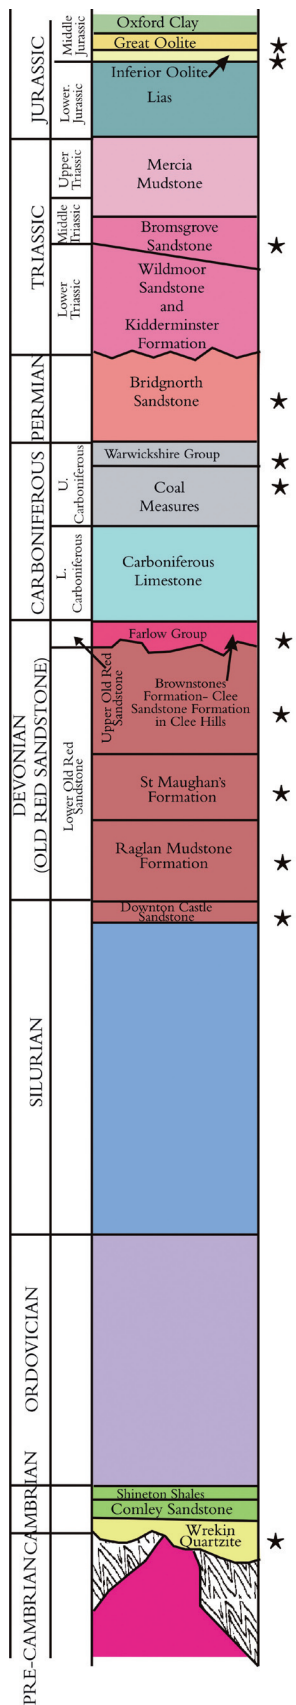 JURASSIC
Middle
Jurassic
Lower.
Jurassic
Oxford Clay
Great Oolite
Inferior Oolite
Lias
TRIASSIC
Upper
Triassic
Middle
Triassic
Lower
Triassic
Mercia
Mudstone
Bromsgrove
Sandstone
Wildmoor
Sandstone
and
Kidderminster
Formation
PERMIAN
Bridgnorth
Sandstone
CARBONIFEROUS
U.
Carboniferous
L.
Carboniferous
Warwickshire Group
Coal
Measures
Carboniferous
Limestone
DEVONIAN
(OLD RED SANDSTONE)
Lower Old Red
Sandstone
Upper Old Red
Sandstone
Farlow Group
Brownstones
Formation- Clee
Sandstone Formation
in Clee Hills
St Maughan's
Formation
Raglan Mudstone
Formation
Downton Castle
Sandstone
SILURIAN
ORDOVICIAN
CAMBRIAN
Shineton Shales
Comley Sandstone
Wrekin
Quartzite
PRE-CAMBRIAN